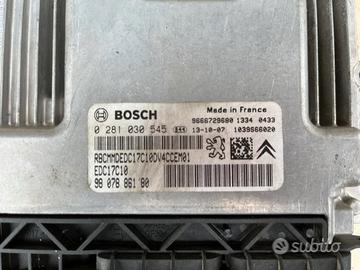 BOSCH
Made in France
9666729680 1334 0433
0 281 030 545 13-10-07 1039S66020
RBCMMDEDC17C10DV4CCEM01
EDC17C10
98 078 861 80
subito